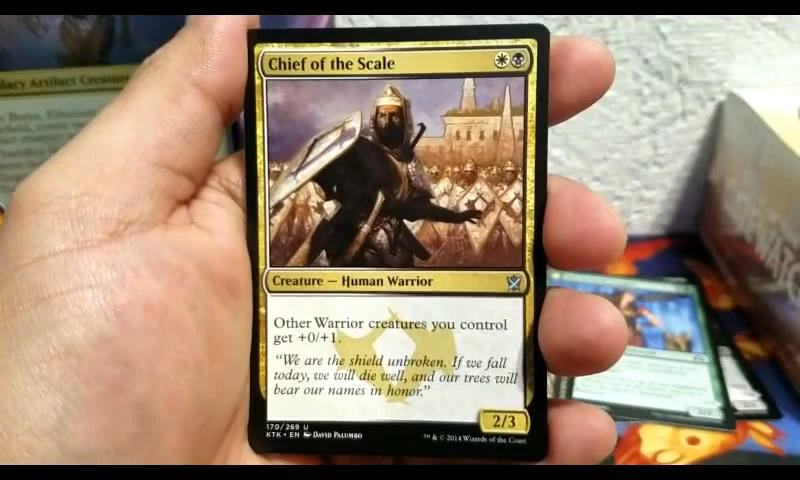 dary Artifact Creature
Chief of the Scale
Creature — Human Warrior
Other Warrior creatures you control
get +0/+1.
“We are the shield unbroken. If we fall
today, we will die well, and our trees will
bear our names in honor.”
2/3
170/269 U
KTK • EN DAVID PALUMBO
™ & © 2014 Wizards of the Coast